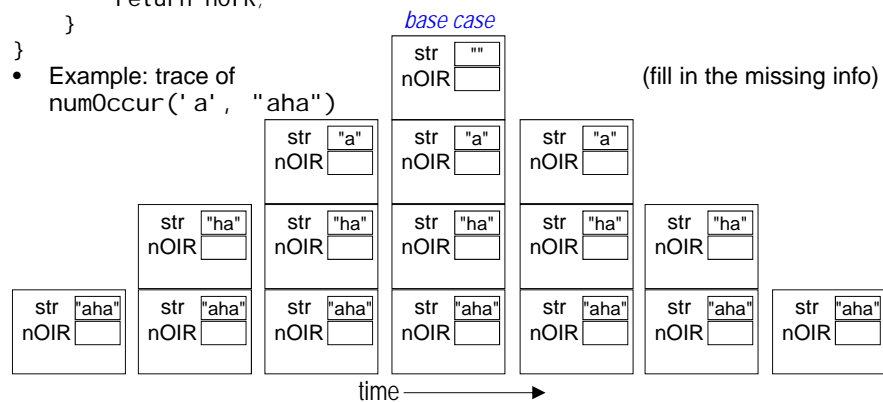 }
base case
}
str ""
nOIR
• Example: trace of
(fill in the missing info)
numOccur('a', "aha")
str "a" str "a" str "a"
nOIR nOIR nOIR
str "ha" str "ha" str "ha" str "ha" str "ha"
nOIR nOIR nOIR nOIR nOIR
str "aha" str "aha" str "aha" str "aha" str "aha" str "aha" str "aha"
nOIR nOIR nOIR nOIR nOIR nOIR nOIR
time